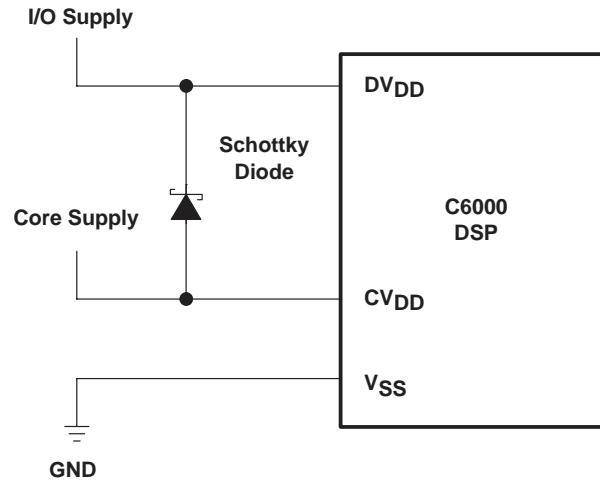 I/O Supply
DVDD
Schottky
Diode
C6000
DSP
Core Supply
CVDD
VSS
GND